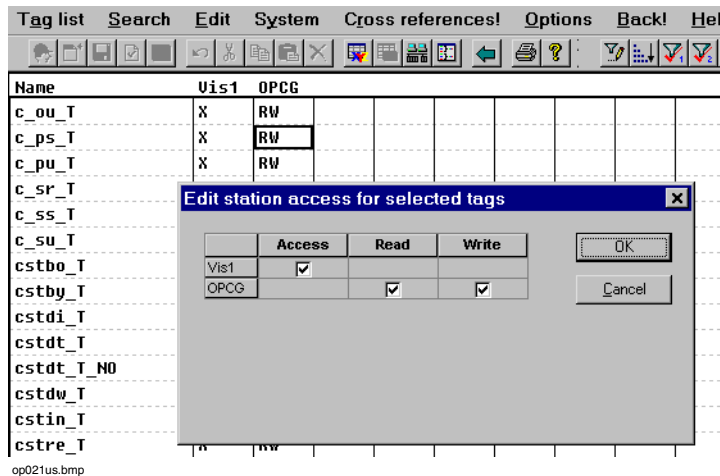 Tag list Search Edit System Cross references! Options Back! Hel
Name Vis1 OPCG
c_ou_T X RW
c_ps_T X RW
c_pu_T X RW
c_sr_T
Edit station access for selected tags
c_ss_T
c_su_T
Access Read Write OK
cstbo_T
Vis1
cstby_T
OPCG Cancel
cstdi_T
cstdt_T
cstdt_T_NO
cstdw_T
cstin_T
cstre_T X RW
op021us.bmp